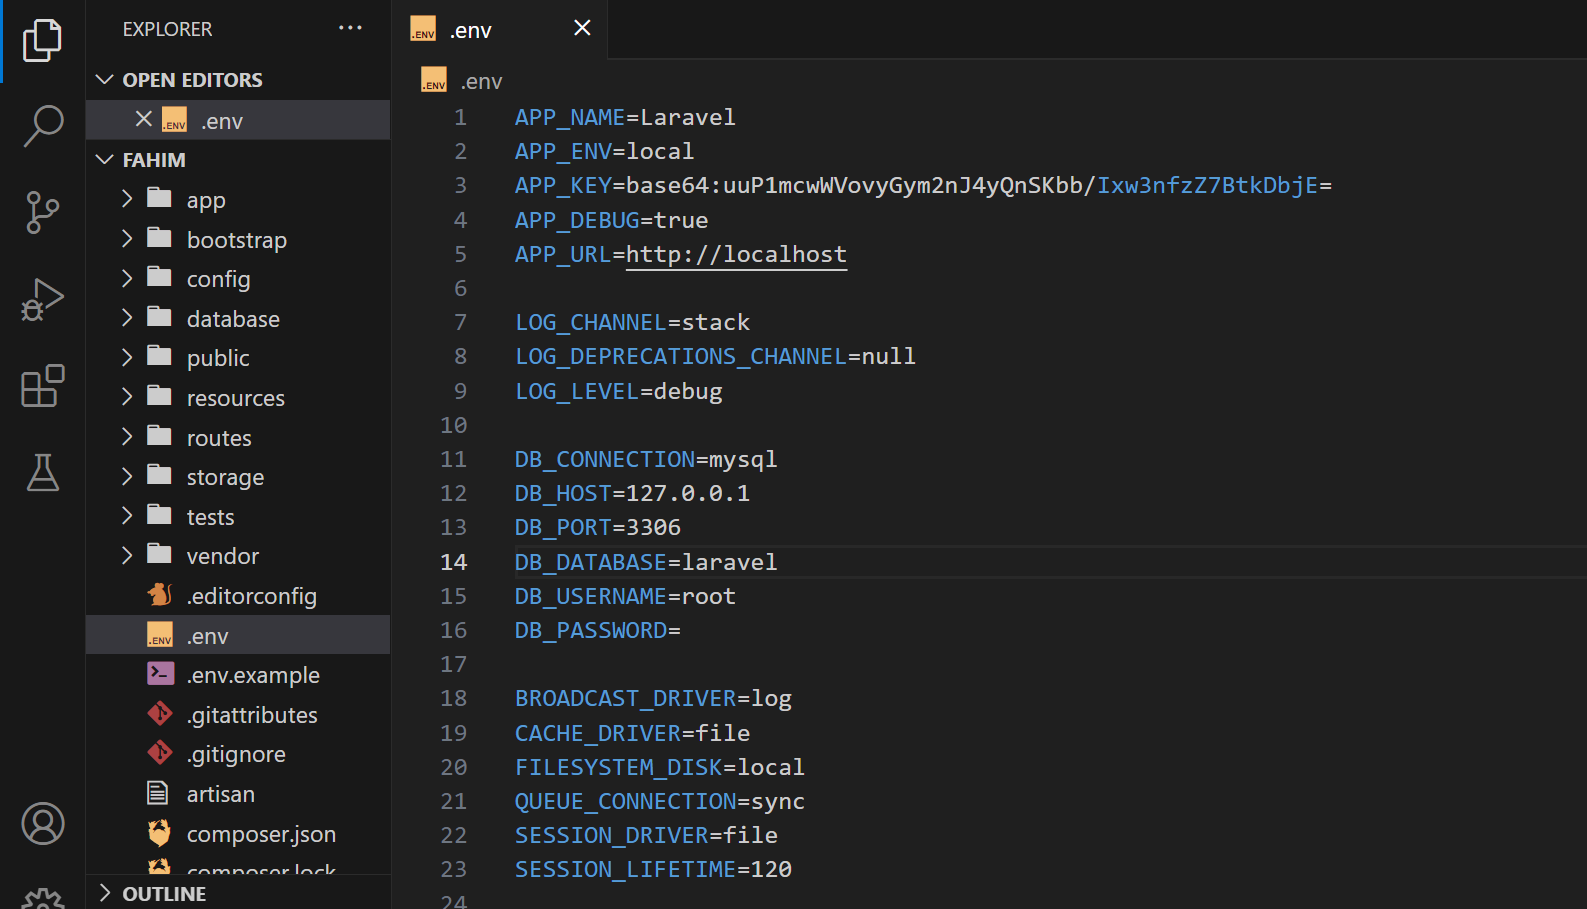 EXPLORER
OPEN EDITORS
.env
FAHIM
app
bootstrap
config
database
public
resources
routes
storage
tests
vendor
.editorconfig
.env
.env.example
.gitattributes
.gitignore
artisan
composer.json
composer.lock
OUTLINE
.env
.env
1 APP_NAME=Laravel
2 APP_ENV=local
3 APP_KEY=base64:uuP1mcwWVovyGym2nJ4yQnSKbb/Ixw3nfzZ7BtkDbjE=
4 APP_DEBUG=true
5 APP_URL=http://localhost
6
7 LOG_CHANNEL=stack
8 LOG_DEPRECATIONS_CHANNEL=null
9 LOG_LEVEL=debug
10
11 DB_CONNECTION=mysql
12 DB_HOST=127.0.0.1
13 DB_PORT=3306
14 DB_DATABASE=laravel
15 DB_USERNAME=root
16 DB_PASSWORD=
17
18 BROADCAST_DRIVER=log
19 CACHE_DRIVER=file
20 FILESYSTEM_DISK=local
21 QUEUE_CONNECTION=sync
22 SESSION_DRIVER=file
23 SESSION_LIFETIME=120
24